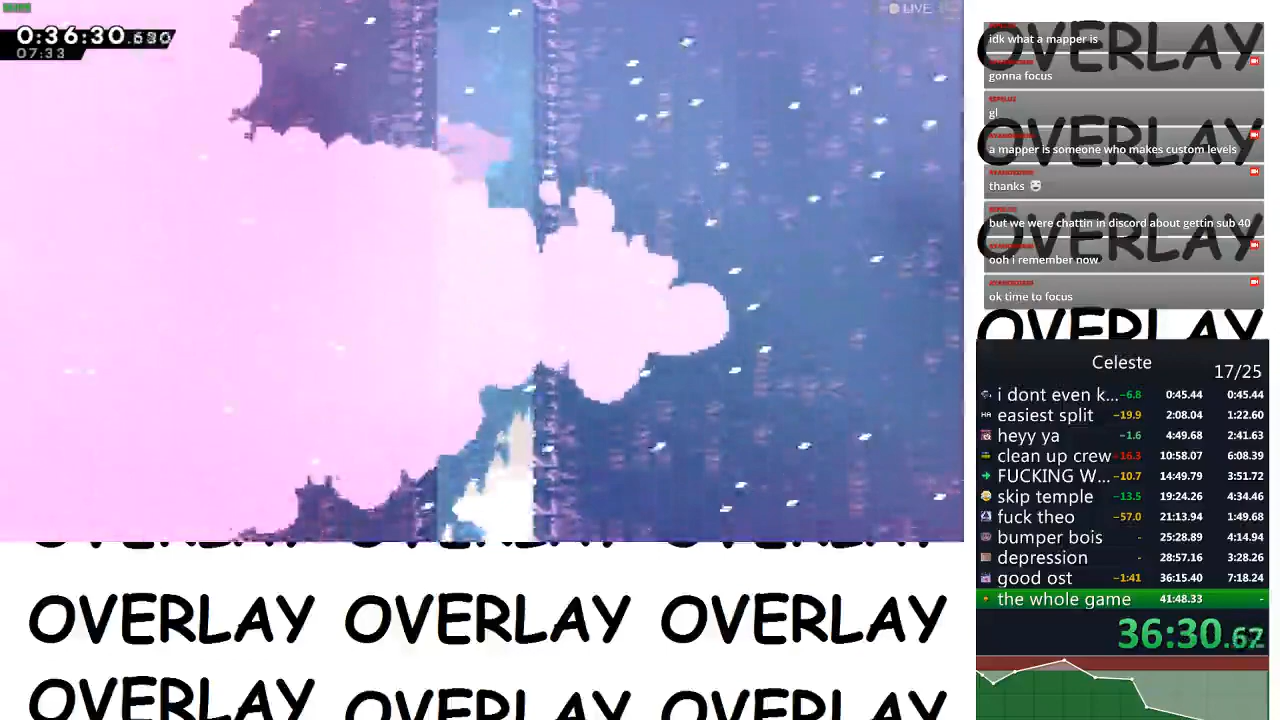 0:36:30.630
07:33
LIVE
idk what a mapper is
gonna focus
gl
a mapper is someone who makes custom levels
thanks
but we were chattin in discord about gettin sub 40
ooh i remember now
ok time to focus
OVERLAY
OVERLAY
OVERLAY
OVERLAY
Celeste
17/25
i dont even k... −6.8 0:45.44 0:45.44
easiest split −19.9 2:08.04 1:22.60
heyy ya −1.6 4:49.68 2:41.63
clean up crew −16.3 10:58.07 6:08.39
FUCKING W... −10.7 14:49.79 3:51.72
skip temple −13.5 19:24.26 4:34.46
fuck theo −57.0 21:13.94 1:49.68
bumper bois - 25:28.89 4:14.94
depression - 28:57.16 3:28.26
good ost −1:41 36:15.40 7:18.24
the whole game 41:48.33 -
36:30.62
OVERLAY OVERLAY OVERLAY
OVERLAY OVERLAY OVERLAY